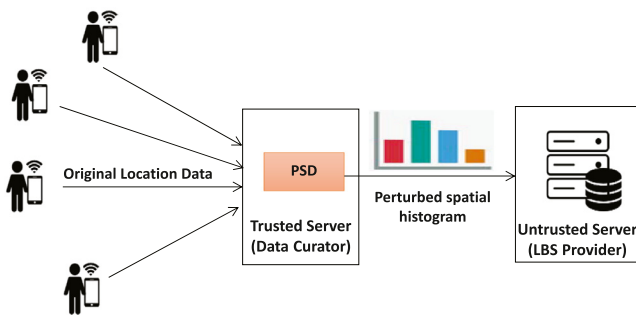 Original Location Data
PSD
Trusted Server
(Data Curator)
Perturbed spatial
histogram
Untrusted Server
(LBS Provider)